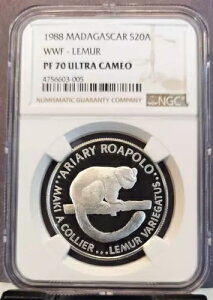 1988 MADAGASCAR S20A
WWF - LEMUR
PF 70 ULTRA CAMEO
4756603-005
NGC
NUMISMATIC GUARANTY COMPANY
ARIARY ROAPOLO
MAKI A COLLIER...LEMUR VARIEGATUS